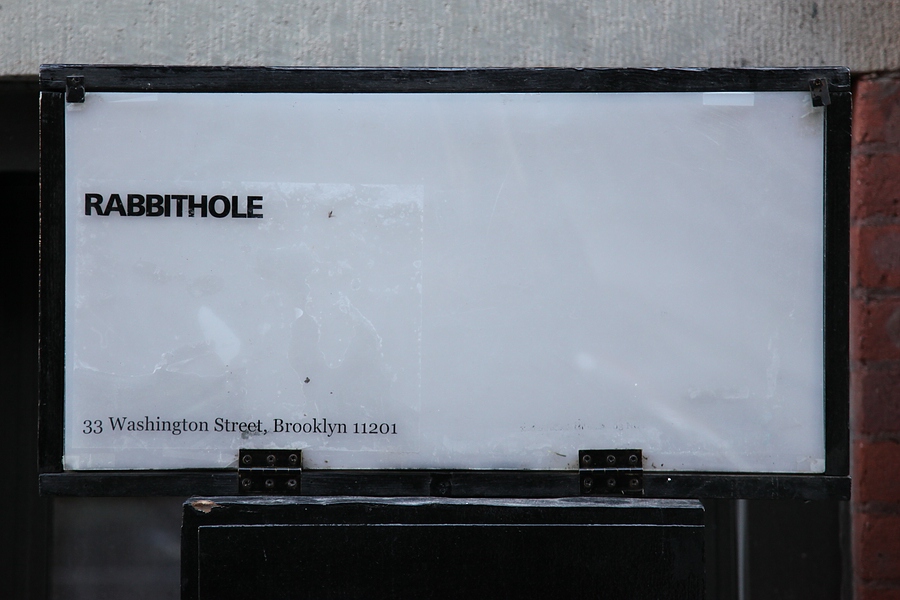 RABBITHOLE
33 Washington Street, Brooklyn 11201